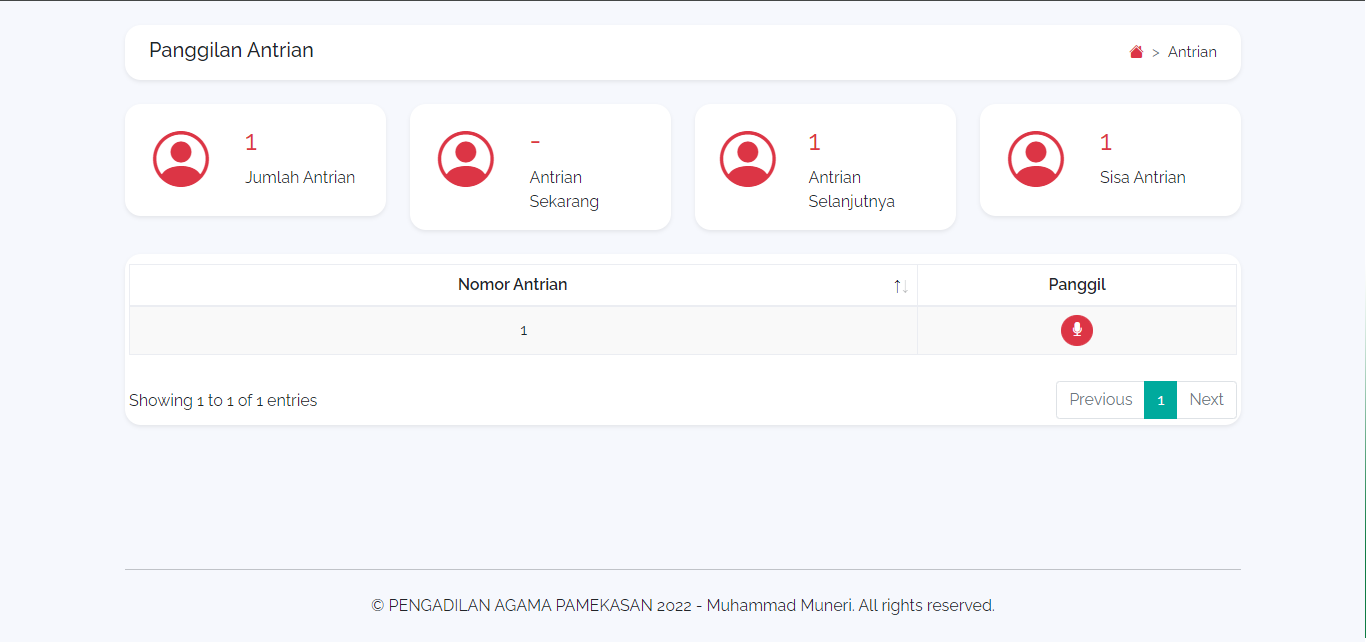 Panggilan Antrian
> Antrian
1
Jumlah Antrian
-
Antrian
Sekarang
1
Antrian
Selanjutnya
1
Sisa Antrian
Nomor Antrian
Panggil
1
Showing 1 to 1 of 1 entries
Previous 1 Next
© PENGADILAN AGAMA PAMEKASAN 2022 - Muhammad Muneri. All rights reserved.